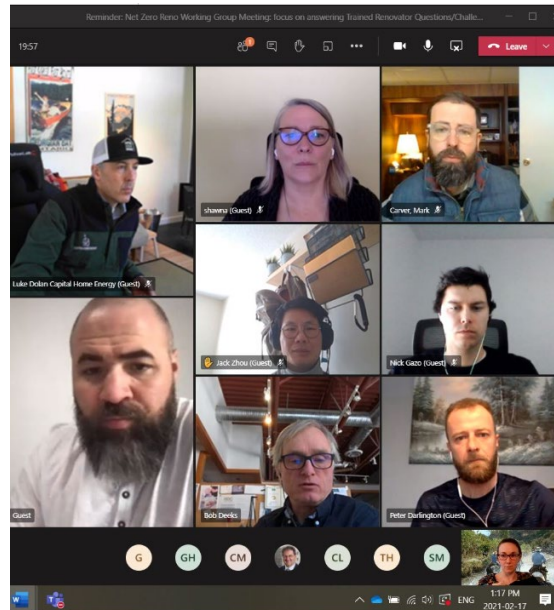 Reminder: Net Zero Reno Working Group Meeting: focus on answering Trained Renovator Questions/Challe...
19:57
Leave
Luke Dolan Capital Home Energy (Guest)
shawna (Guest)
Carver, Mark
Jack Zhou (Guest)
Nick Gazo (Guest)
Guest
Bob Deeks
Peter Darlington (Guest)
G
GH
CM
CL
TH
SM
ENG
1:17 PM
2021-02-17